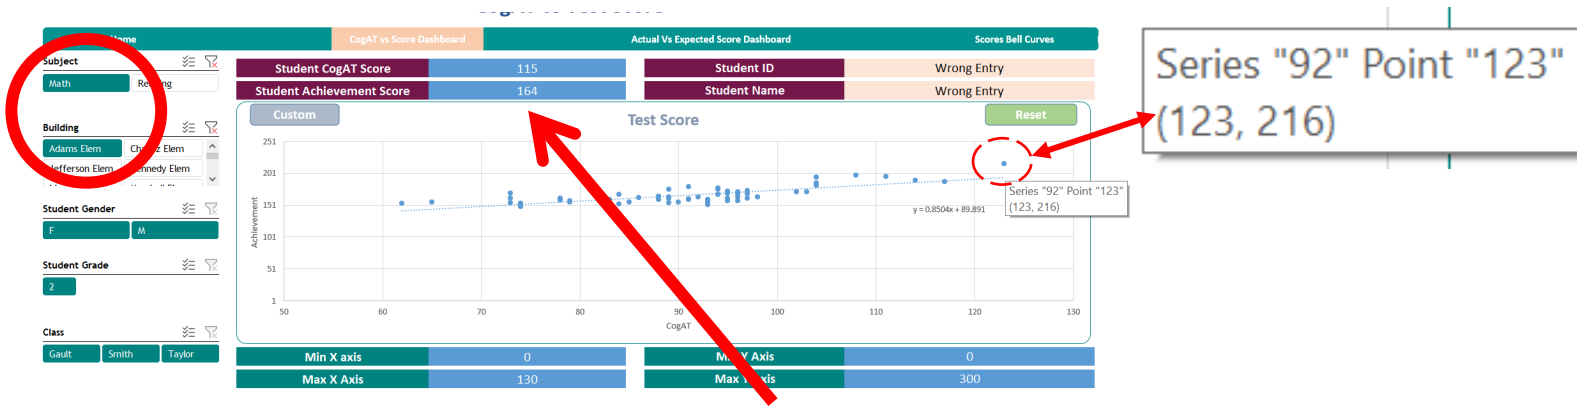 CogAT vs Score Dashboard
Actual Vs Expected Score Dashboard
Scores Bell Curves
Subject
Math
Building
Adams Elem
Jefferson Elem
Student Gender
F M
Student Grade
2
Class
Gault Smith Taylor
Student CogAT Score 115 Student ID Wrong Entry
Student Achievement Score 164 Student Name Wrong Entry
Custom
Test Score
Reset
251
201
151
101
51
1
Achievement
50 60 70 80 90 100 110 120 130
CogAT
y = 0.8504x + 89.891
Series "92" Point "123"
(123, 216)
Min X axis 0
0
Max X Axis 130
300
Series "92" Point "123"
(123, 216)